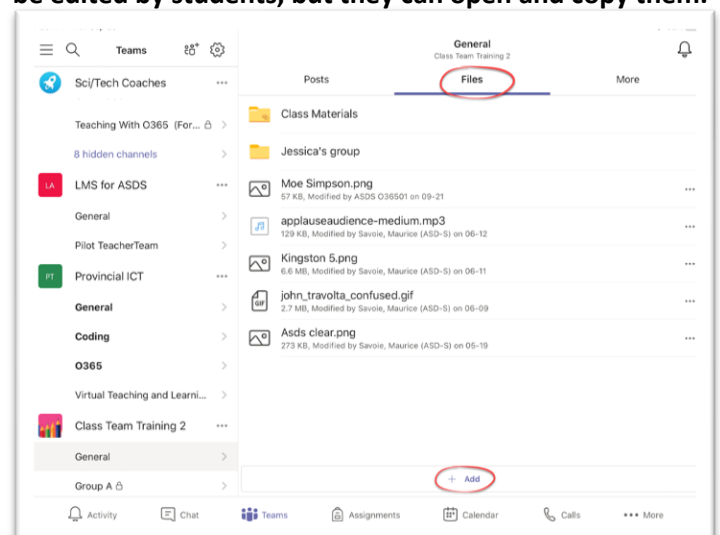 be edited by students, but they can open and copy them.
Teams
General
Class Team Training 2
Sci/Tech Coaches
Posts
Files
More
Teaching With O365 (For...
8 hidden channels
LA
LMS for ASDS
General
Pilot TeacherTeam
PT
Provincial ICT
General
Coding
O365
Virtual Teaching and Learni...
Class Team Training 2
General
Group A
Class Materials
Jessica's group
Moe Simpson.png
57 KB, Modified by ASDS O36501 on 09-21
applauseaudience-medium.mp3
129 KB, Modified by Savoie, Maurice (ASD-S) on 06-12
Kingston 5.png
6.6 MB, Modified by Savoie, Maurice (ASD-S) on 06-11
GIF
john_travolta_confused.gif
2.7 MB, Modified by Savoie, Maurice (ASD-S) on 06-09
Asds clear.png
273 KB, Modified by Savoie, Maurice (ASD-S) on 05-19
+ Add
Activity
Chat
Teams
Assignments
Calendar
Calls
More